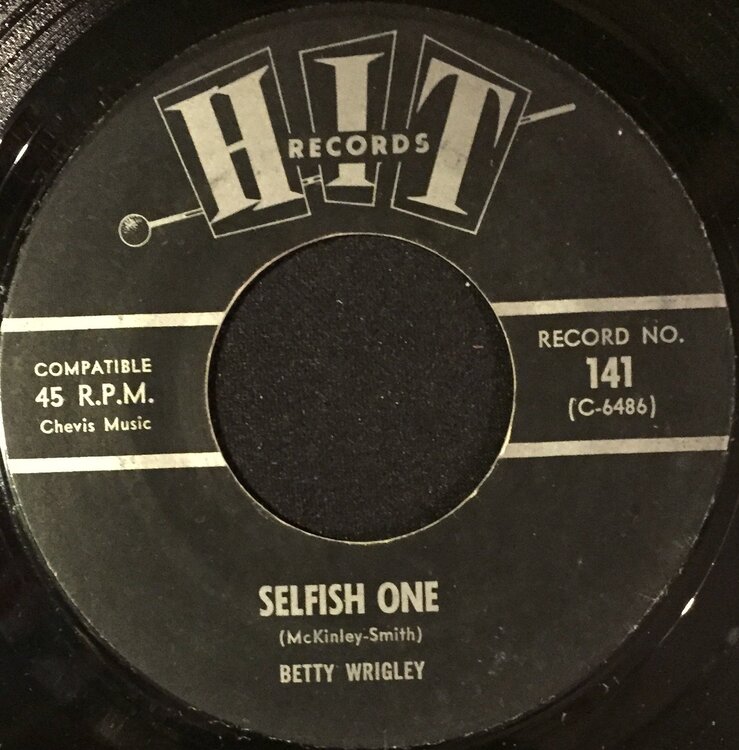 HIT
RECORDS
COMPATIBLE
45 R.P.M.
Chevis Music
RECORD NO.
141
(C-6486)
SELFISH ONE
(McKinley-Smith)
BETTY WRIGLEY